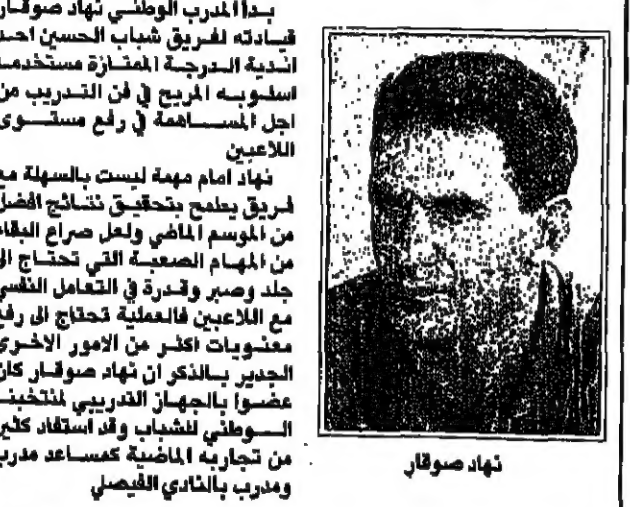 بدأ المدرب الوطني نهاد صوقار
قيادته لفريق شباب الحسين احد
اندية الدرجة الممتازة مستخدما
اسلوبه المريح في فن التدريب من
اجل المساهمة في رفع مستوى
اللاعبين
نهاد امام مهمة ليست بالسهلة مع
فريق يطمح بتحقيق نتائج افضل
من الموسم الماضي ولعل صراع البقاء
من المهام الصعبة التي تحتاج الى
جلد وصبر وقدرة في التعامل النفسي
مع اللاعبين فالعملية تحتاج الى رفع
معنويات اكثر من الامور الاخرى
الجدير بالذكر ان نهاد صوقار كان
عضوا بالجهاز التدريبي لمنتخبنا
الوطني للشباب وقد استفاد كثيرا
من تجاربه الماضية كمساعد مدرب
ومدرب بالنادي الفيصلي
نهاد صوقار